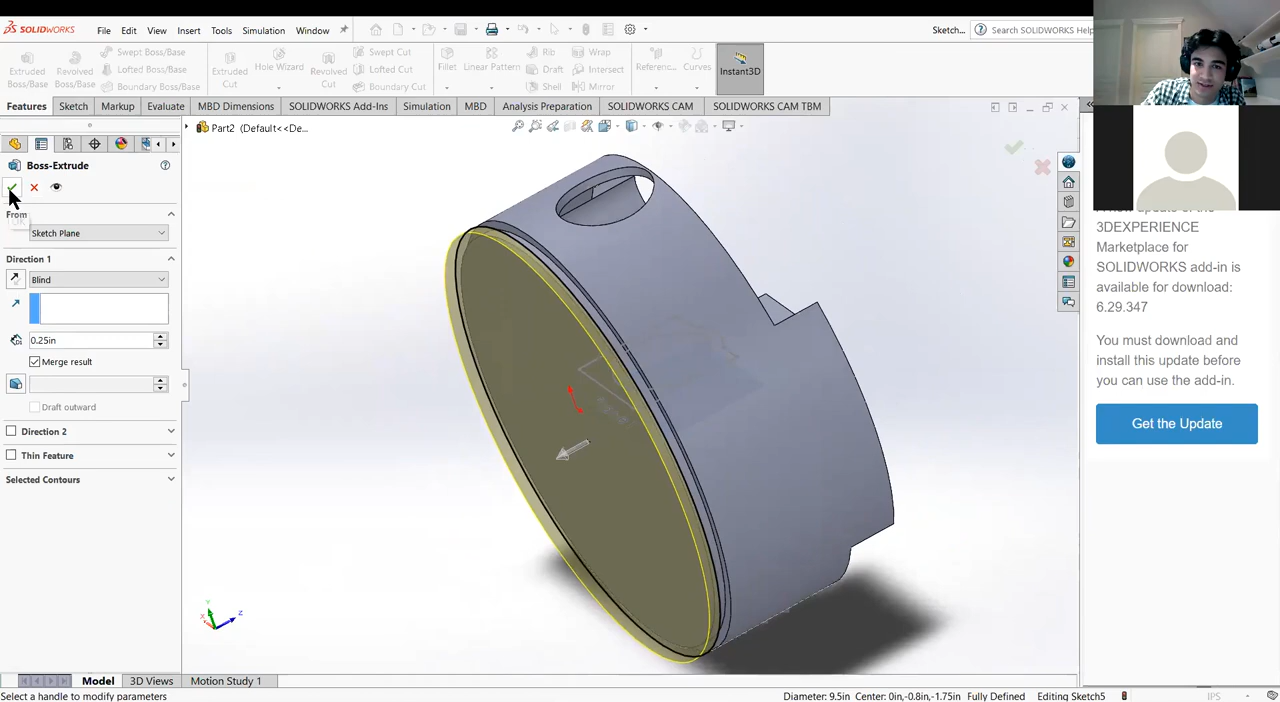 SOLIDWORKS File Edit View Insert Tools Simulation Window Sketch... Search SOLIDWORKS Help
Extruded Boss/Base Revolved Boss/Base Swept Boss/Base Lofted Boss/Base Boundary Boss/Base Extruded Cut Hole Wizard Revolved Cut Swept Cut Lofted Cut Boundary Cut Fillet Linear Pattern Rib Draft Shell Wrap Intersect Mirror Referenc... Curves Instant3D
Features Sketch Markup Evaluate MBD Dimensions SOLIDWORKS Add-Ins Simulation MBD Analysis Preparation SOLIDWORKS CAM SOLIDWORKS CAM TBM
Part2 (Default<<De...
Boss-Extrude
From
OK
Sketch Plane
Direction 1
Blind
0.25in
Merge result
Draft outward
Direction 2
Thin Feature
Selected Contours
Y
X
Z
3DEXPERIENCE
Marketplace for
SOLIDWORKS add-in is
available for download:
6.29.347
You must download and
install this update before
you can use the add-in.
Get the Update
Model 3D Views Motion Study 1
Select a handle to modify parameters Diameter: 9.5in Center: 0in,-0.8in,-1.75in Fully Defined Editing Sketch5 IPS